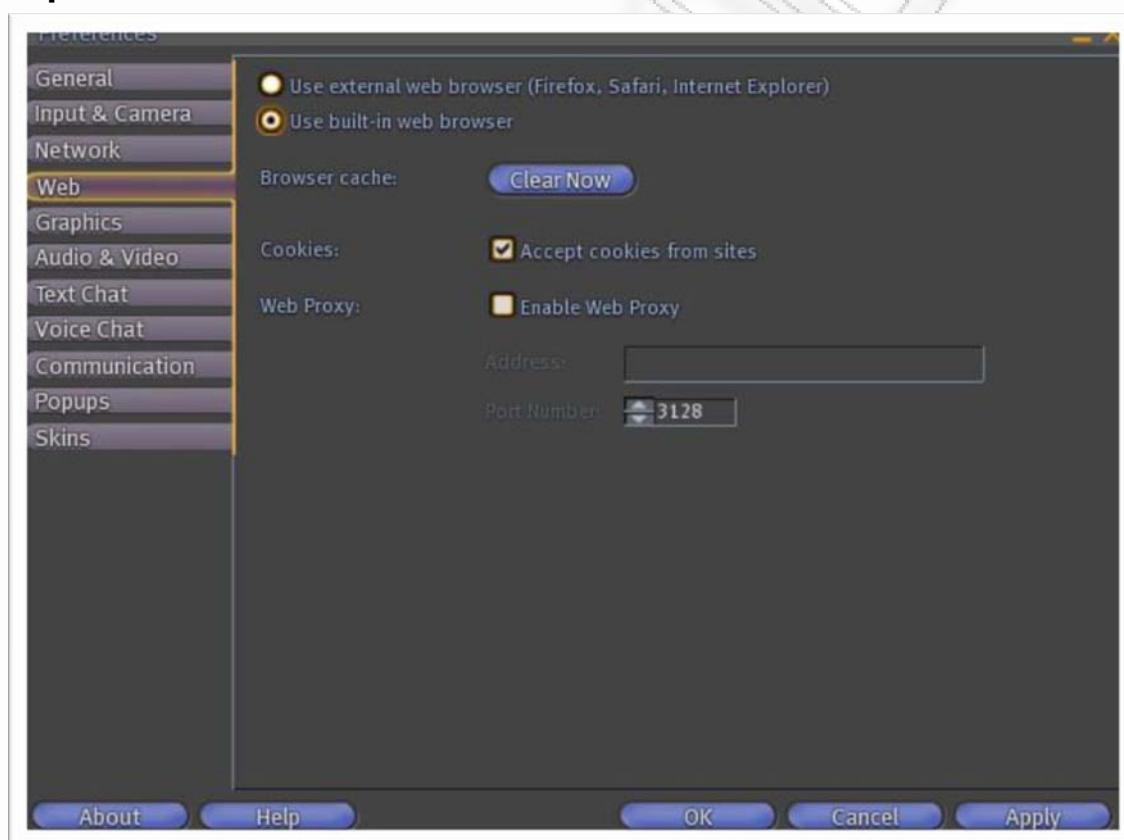 Preferences
General
Input & Camera
Network
Web
Graphics
Audio & Video
Text Chat
Voice Chat
Communication
Popups
Skins
Use external web browser (Firefox, Safari, Internet Explorer)
Use built-in web browser
Browser cache: Clear Now
Cookies: Accept cookies from sites
Web Proxy: Enable Web Proxy
Address:
Port Number: 3128
About Help OK Cancel Apply